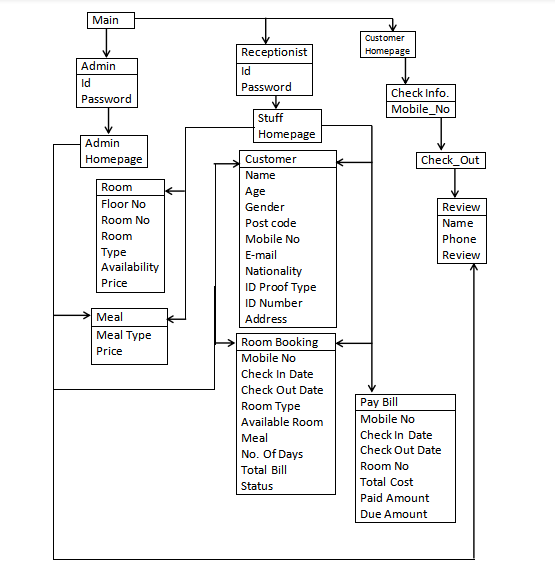 Main
Admin
Id
Password
Receptionist
Id
Password
Customer
Homepage
Check Info.
Mobile_No
Stuff
Homepage
Admin
Homepage
Check_Out
Customer
Name
Age
Gender
Post code
Mobile No
E-mail
Nationality
ID Proof Type
ID Number
Address
Room
Floor No
Room No
Room
Type
Availability
Price
Review
Name
Phone
Review
Meal
Meal Type
Price
Room Booking
Mobile No
Check In Date
Check Out Date
Room Type
Available Room
Meal
No. Of Days
Total Bill
Status
Pay Bill
Mobile No
Check In Date
Check Out Date
Room No
Total Cost
Paid Amount
Due Amount